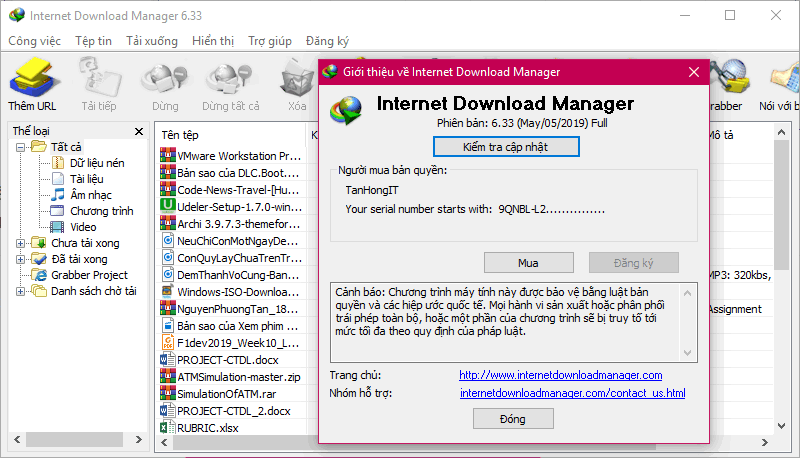 Internet Download Manager 6.33
Công việc Tệp tin Tải xuống Hiển thị Trợ giúp Đăng ký
Thêm URL Tải tiếp Dừng Dừng tất cả Xóa
Grabber Nói với b
Thể loại
Tất cả
Dữ liệu nén
Tài liệu
Âm nhạc
Chương trình
Video
Chưa tải xong
Đã tải xong
Grabber Project
Danh sách chờ tải
Tên tệp K
Mô tả
VMware Workstation Pr...
Bản sao của DLC.Boot....
Code-News-Travel-[Hu...
Udeler-Setup-1.7.0-win...
Archi 3.9.7.3-themefor...
NeuChiConMotNgayDe...
ConQuyLayChuaTrenTr...
DemThanhVoCung-Ban...
MP3: 320kbs,
Windows-ISO-Downloa...
NguyenPhuongTan_18...
Assignment
Bản sao của Xem phim ...
F1dev2019_Week10_L...
PROJECT-CTDL.docx
ATMSimulation-master.zip
SimulationOfATM.rar
PROJECT-CTDL_2.docx
RUBRIC.xlsx
Giới thiệu về Internet Download Manager
Internet Download Manager
Phiên bản: 6.33 (May/05/2019) Full
Kiểm tra cập nhật
Người mua bản quyền:
TanHongIT
Your serial number starts with: 9QNBL-L2...............
Mua Đăng ký
Cảnh báo: Chương trình máy tính này được bảo vệ bằng luật bản
quyền và các hiệp ước quốc tế. Mọi hành vi sản xuất hoặc phân phối
trái phép toàn bộ, hoặc một phần của chương trình sẽ bị truy tố tới
mức tối đa theo quy định của pháp luật.
Trang chủ: http://www.internetdownloadmanager.com
Nhóm hỗ trợ: internetdownloadmanager.com/contact_us.html
Đóng